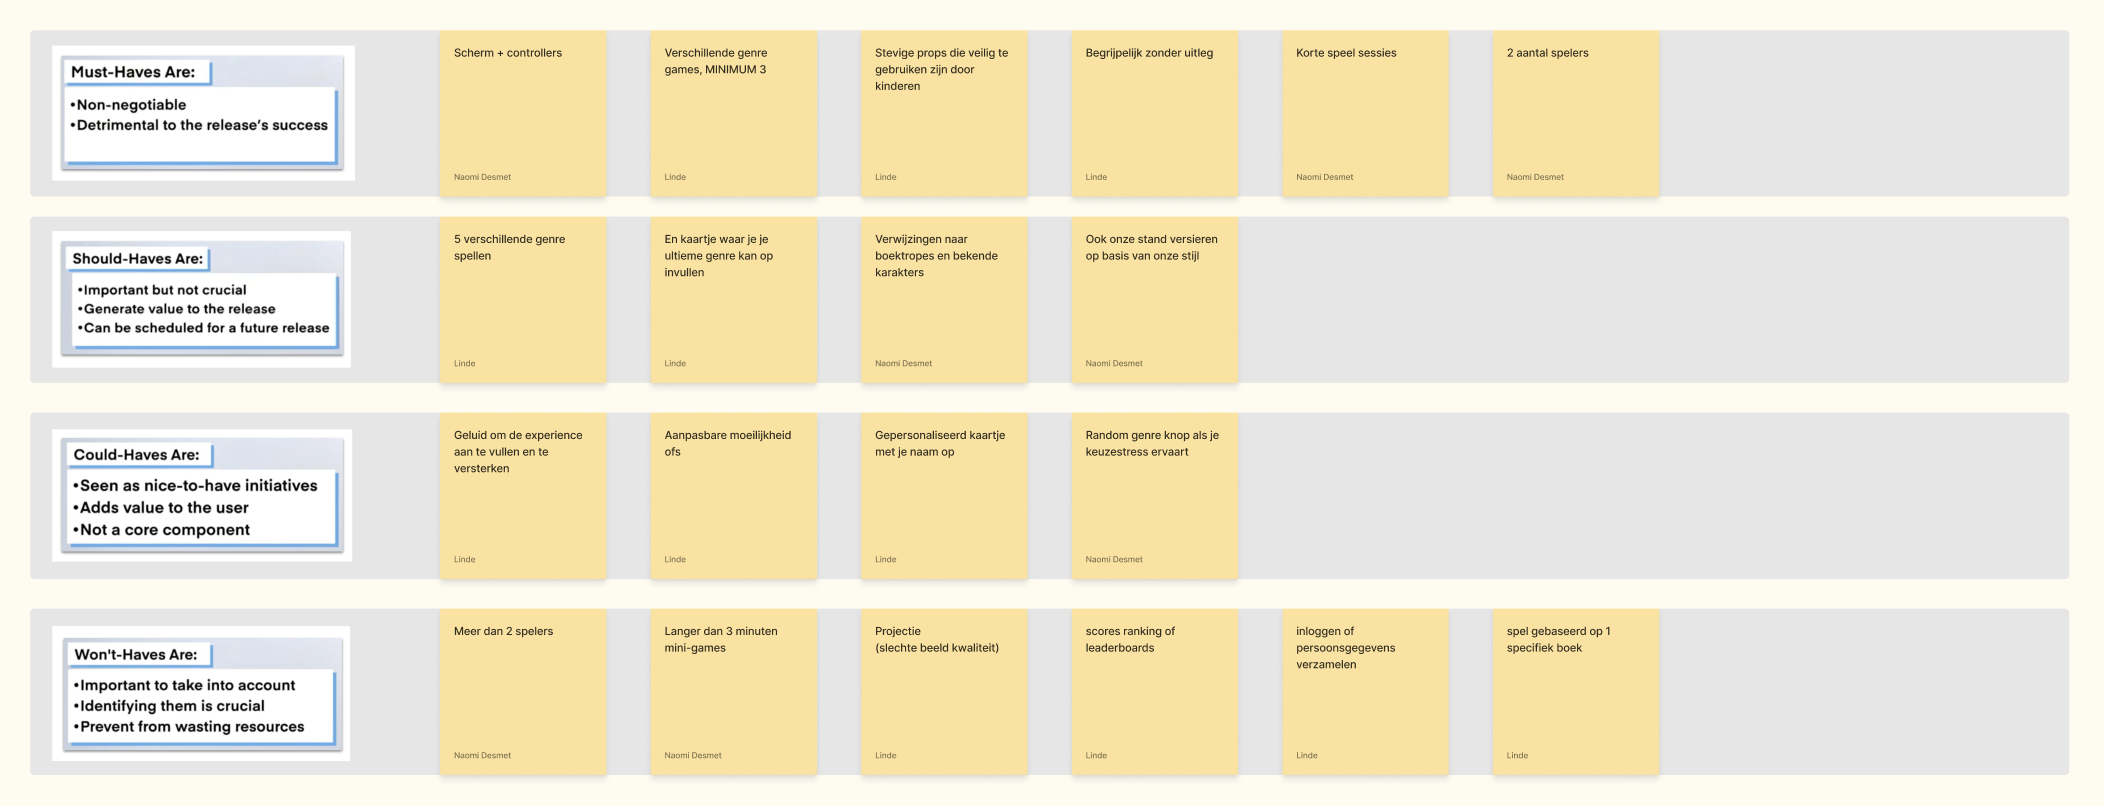 Must-Haves Are:
•Non-negotiable
•Detrimental to the release's success
Scherm + controllers
Naomi Desmet
Verschillende genre
games, MINIMUM 3
Linde
Stevige props die veilig te
gebruiken zijn door
kinderen
Linde
Begrijpelijk zonder uitleg
Linde
Korte speel sessies
Naomi Desmet
2 aantal spelers
Naomi Desmet
Should-Haves Are:
•Important but not crucial
•Generate value to the release
•Can be scheduled for a future release
5 verschillende genre
spellen
Linde
En kaartje waar je je
ultieme genre kan op
invullen
Linde
Verwijzingen naar
boektropes en bekende
karakters
Naomi Desmet
Ook onze stand versieren
op basis van onze stijl
Naomi Desmet
Could-Haves Are:
•Seen as nice-to-have initiatives
•Adds value to the user
•Not a core component
Geluid om de experience
aan te vullen en te
versterken
Linde
Aanpasbare moeilijkheid
ofs
Linde
Gepersonaliseerd kaartje
met je naam op
Linde
Random genre knop als je
keuzestress ervaart
Naomi Desmet
Won't-Haves Are:
•Important to take into account
•Identifying them is crucial
•Prevent from wasting resources
Meer dan 2 spelers
Naomi Desmet
Langer dan 3 minuten
mini-games
Naomi Desmet
Projectie
(slechte beeld kwaliteit)
Linde
scores ranking of
leaderboards
Linde
inloggen of
persoonsgegevens
verzamelen
Linde
spel gebaseerd op 1
specifiek boek
Linde